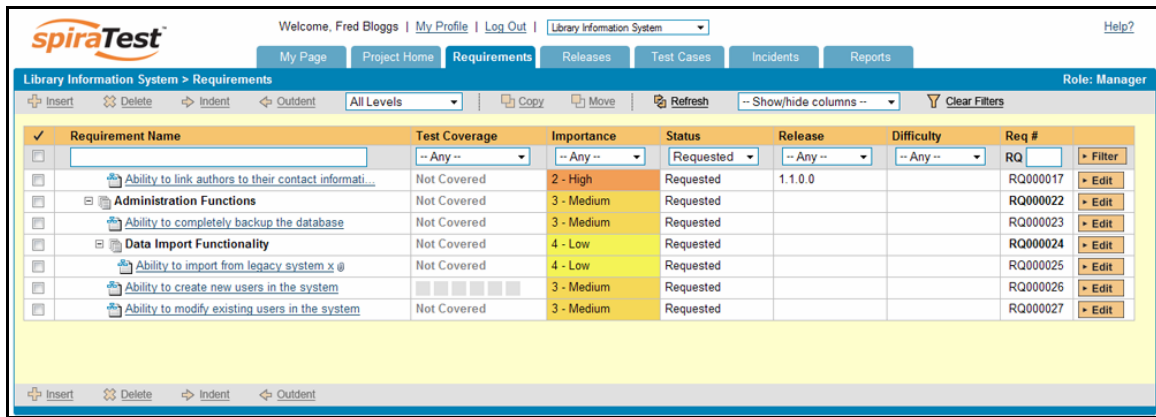 spiraTest™
Welcome, Fred Bloggs | My Profile | Log Out | Library Information System Help?
My Page Project Home Requirements Releases Test Cases Incidents Reports
Library Information System > Requirements Role: Manager
Insert Delete Indent Outdent All Levels Copy Move Refresh -- Show/hide columns -- Clear Filters
✓ Requirement Name Test Coverage Importance Status Release Difficulty Req #
-- Any -- -- Any -- Requested -- Any -- -- Any -- RQ Filter
Ability to link authors to their contact informati... Not Covered 2 - High Requested 1.1.0.0 RQ000017 Edit
Administration Functions Not Covered 3 - Medium Requested RQ000022 Edit
Ability to completely backup the database Not Covered 3 - Medium Requested RQ000023 Edit
Data Import Functionality Not Covered 4 - Low Requested RQ000024 Edit
Ability to import from legacy system x Not Covered 4 - Low Requested RQ000025 Edit
Ability to create new users in the system Not Covered 3 - Medium Requested RQ000026 Edit
Ability to modify existing users in the system Not Covered 3 - Medium Requested RQ000027 Edit
Insert Delete Indent Outdent